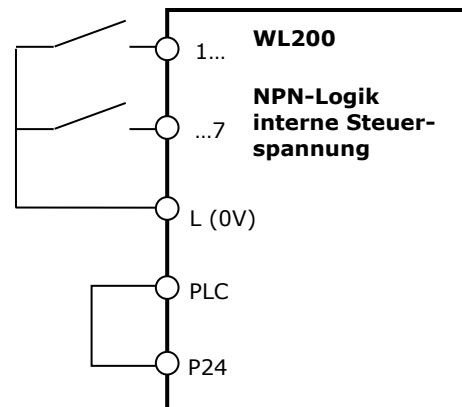 1... WL200
NPN-Logik
...7 interne Steuer-
spannung
L (0V)
PLC
P24